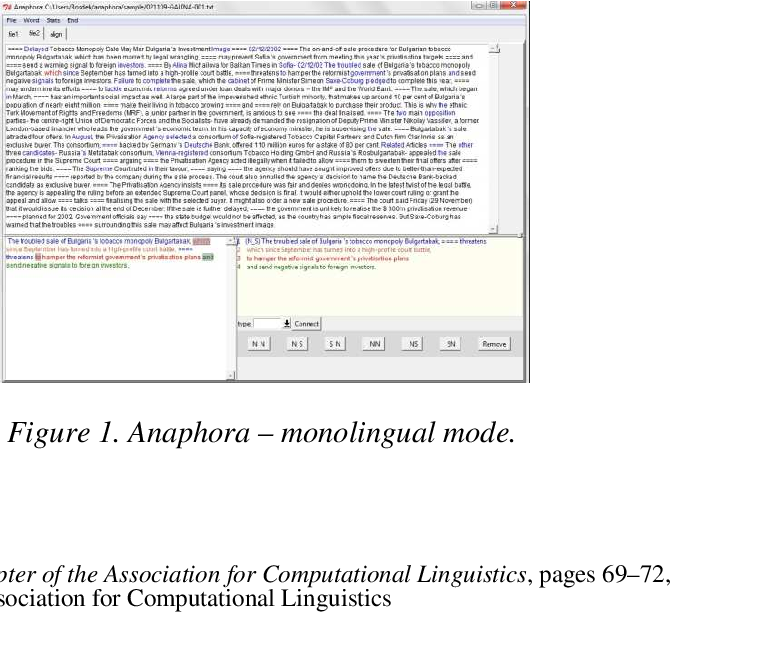 Anaphora: C:/Users/
File Word Stats End
file1 file2 align
==== Delayed Tobacco Monopoly Sale May Mar Bulgaria's Investment Image ==== 02/12/2002 ==== The on-and-off sale procedure for Bulgarian tobacco
monopoly Bulgartabak, which has been marred by legal wrangling, ==== may prevent Sofia's government from meeting this year's privatisation targets ==== and
==== send a warning signal to foreign investors. ==== By Alina for Balkan Times in Sofia- 02/12/02 The troubled sale of Bulgaria's tobacco monopoly
Bulgartabak which since September has turned into a high-profile court battle, ==== threatens to hamper the reformist government's privatisation plans and send
negative signals to foreign investors. Failure to complete the sale, which the cabinet of Prime Minister Simeon Saxe-Coburg pledged to complete this year, ====
may undermine its efforts ==== to tackle economic reforms agreed under loan deals with major donors - the IMF and the World Bank. ==== The sale, which began
in March, ==== has an important social impact as well. A large part of the impoverished ethnic Turkish minority, that makes up around 10 per cent of Bulgaria's
population of nearly eight million, ==== make their living in tobacco growing ==== and ==== rely on Bulgartabak to purchase their product. This is why the ethnic
Turk Movement of Rights and Freedoms (MRF), a junior partner in the government, is anxious to see ==== the deal finalised. ==== The two main opposition
parties- the centre-right Union of Democratic Forces and the Socialists- have already demanded the resignation of Deputy Prime Minister Nikolay Vassilev, a former
London-based financier who leads the government's economic team. In his capacity of economy minister, he is supervising the sale. ==== Bulgartabak's sale
attracted four offers. In August, the Privatisation Agency selected a consortium of Sofia-registered Tobacco Capital Partners and Dutch firm Clar Innis as an
exclusive buyer. The consortium, ==== backed by Germany's Deutsche Bank, offered 110 million euros for a stake of 80 per cent. Related Articles ==== The other
three candidates- Russia's Metatabak consortium, Vienna-registered consortium Tobacco Holding GmbH and Russia's Rosbulgartabak- appealed the sale
procedure in the Supreme Court ==== arguing ==== the Privatisation Agency acted illegally when it failed to allow ==== them to sweeten their final offers after ====
ranking the bids. ==== The Supreme Court ruled in their favour, ==== saying ==== the agency should have sought improved offers due to better-than-expected
financial results ==== reported by the company during the sale process. The court also annulled the agency's decision to name the Deutsche Bank-backed
candidate as exclusive buyer. ==== The Privatisation Agency insists ==== its sale procedure was fair and denies wrongdoing. In the latest twist of the legal battle,
the agency is appealing the ruling before an extended Supreme Court panel, whose decision is final. It would either uphold the lower court ruling or grant the
appeal and allow ==== talks ==== finalising the sale with the selected buyer. It might also order a new sale procedure. ==== The court said Friday (29 November)
that it would issue its decision at the end of December. If the sale is further delayed, ==== the government is unlikely to realise the $ 100m privatisation revenue
==== planned for 2002. Government officials say ==== the state budget would not be affected, as the country has ample fiscal reserves. But Saxe-Coburg has
warned that the troubles ==== surrounding this sale may affect Bulgaria's investment image.
The troubled sale of Bulgaria's tobacco monopoly Bulgartabak, which 1 (N_S) The troubled sale of Bulgaria's tobacco monopoly Bulgartabak, ==== threatens
since September has turned into a high-profile court battle, ==== 2 which since September has turned into a high-profile court battle,
threatens to hamper the reformist government's privatisation plans and 3 to hamper the reformist government's privatisation plans
send negative signals to foreign investors. 4 and send negative signals to foreign investors.
type: Connect
N N N S S N NN NS SN Remove
Figure 1. Anaphora – monolingual mode.
pter of the Association for Computational Linguistics, pages 69–72,
sociation for Computational Linguistics